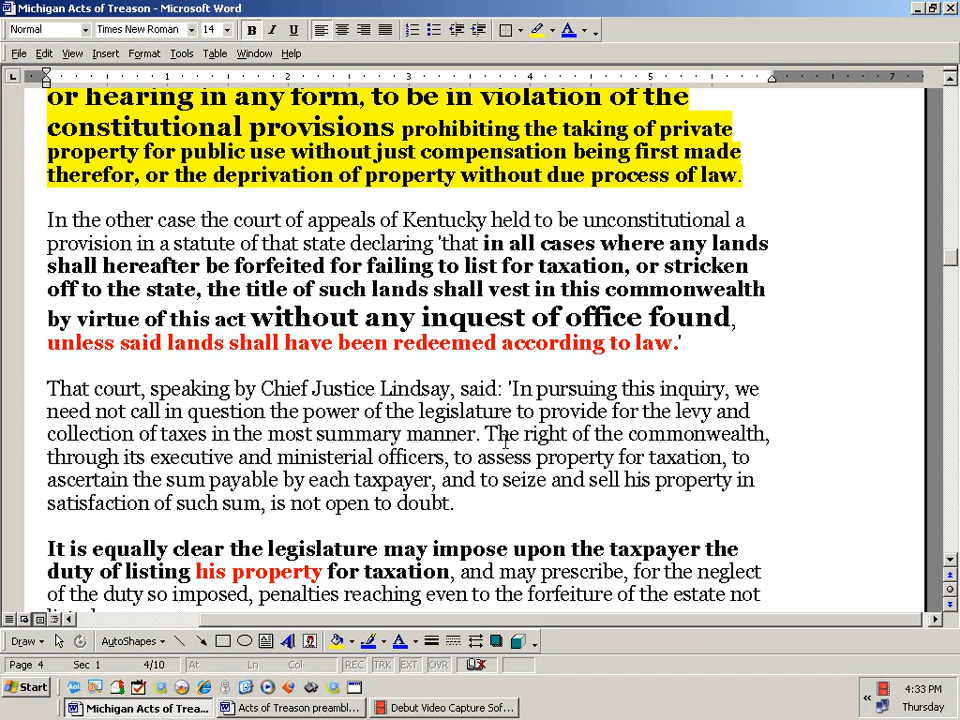 Michigan Acts of Treason - Microsoft Word
Normal Times New Roman 14 B I U
File Edit View Insert Format Tools Table Window Help
1 2 3 4 5 7
or hearing in any form, to be in violation of the
constitutional provisions prohibiting the taking of private
property for public use without just compensation being first made
therefor, or the deprivation of property without due process of law.
In the other case the court of appeals of Kentucky held to be unconstitutional a
provision in a statute of that state declaring 'that in all cases where any lands
shall hereafter be forfeited for failing to list for taxation, or stricken
off to the state, the title of such lands shall vest in this commonwealth
by virtue of this act without any inquest of office found,
unless said lands shall have been redeemed according to law.'
That court, speaking by Chief Justice Lindsay, said: 'In pursuing this inquiry, we
need not call in question the power of the legislature to provide for the levy and
collection of taxes in the most summary manner. The right of the commonwealth,
through its executive and ministerial officers, to assess property for taxation, to
ascertain the sum payable by each taxpayer, and to seize and sell his property in
satisfaction of such sum, is not open to doubt.
It is equally clear the legislature may impose upon the taxpayer the
duty of listing his property for taxation, and may prescribe, for the neglect
of the duty so imposed, penalties reaching even to the forfeiture of the estate not
Draw AutoShapes
Page 4 Sec 1 4/10 At Ln Col REC TRK EXT OVR
Start 4:33 PM
Michigan Acts of Trea... Acts of Treason preambl... Debut Video Capture Sof... Thursday